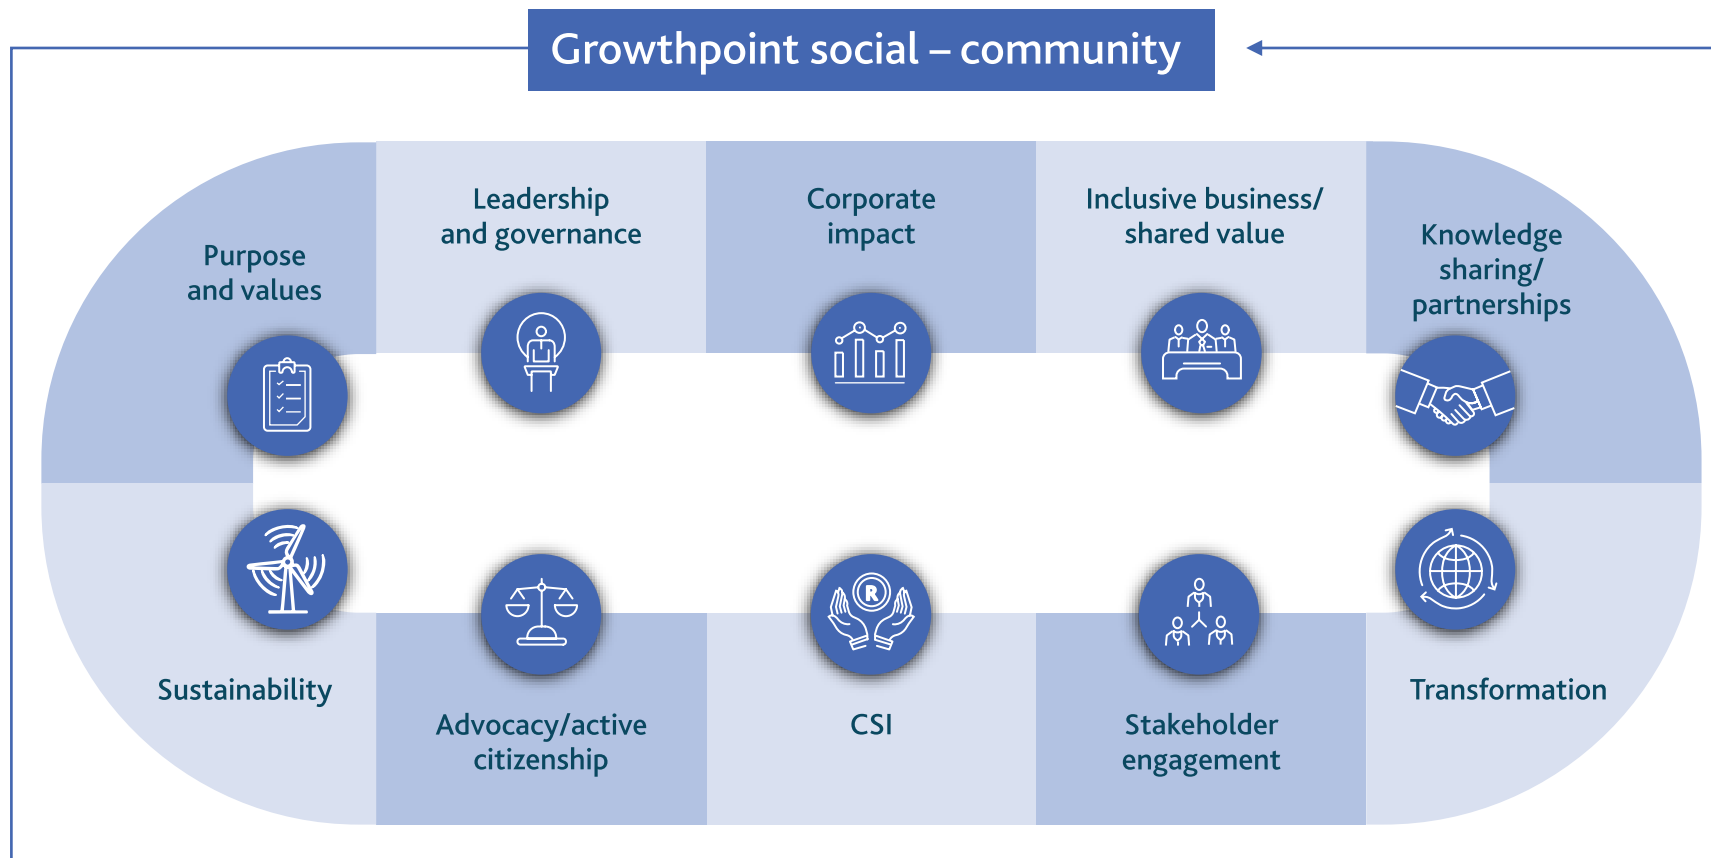 Growthpoint social – community
Leadership
and governance
Corporate
impact
Inclusive business/
shared value
Knowledge
sharing/
partnerships
Purpose
and values
R
Sustainability
Transformation
Advocacy/active
citizenship
CSI
Stakeholder
engagement